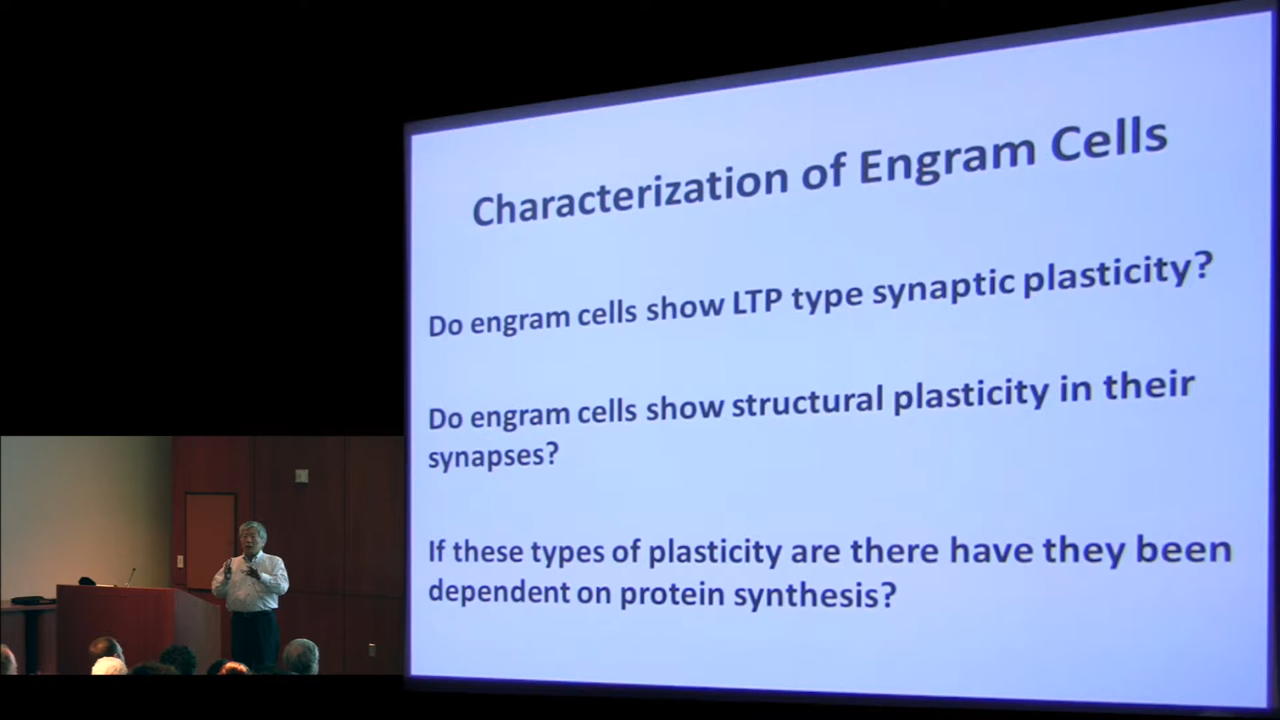 Characterization of Engram Cells
Do engram cells show LTP type synaptic plasticity?
Do engram cells show structural plasticity in their
synapses?
If these types of plasticity are there have they been
dependent on protein synthesis?